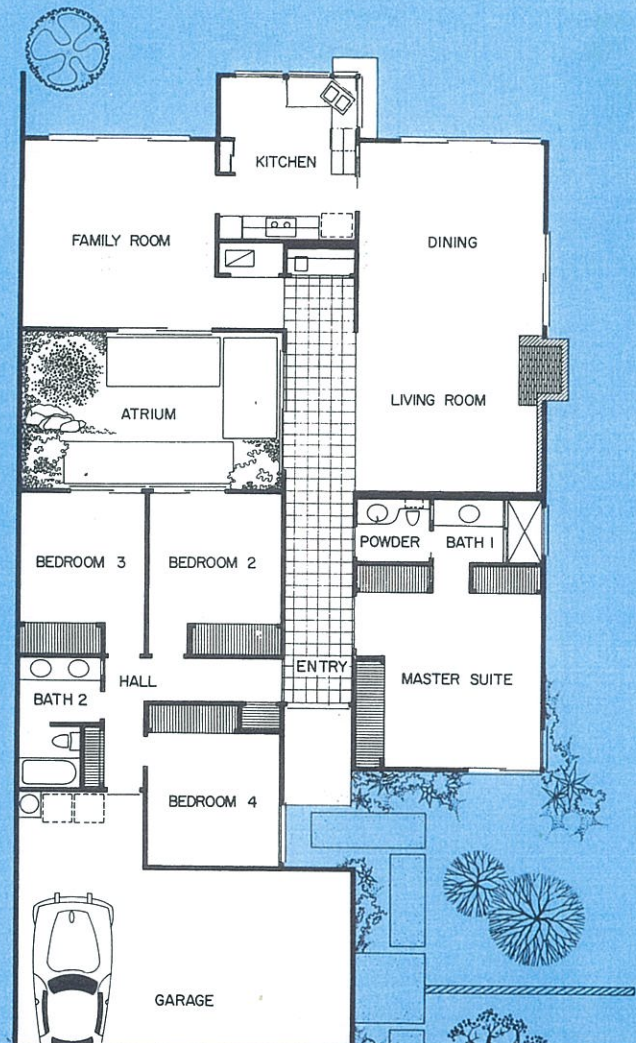 KITCHEN
FAMILY ROOM
DINING
ATRIUM
LIVING ROOM
BEDROOM 3
BEDROOM 2
POWDER
BATH 1
ENTRY
HALL
MASTER SUITE
BATH 2
BEDROOM 4
GARAGE